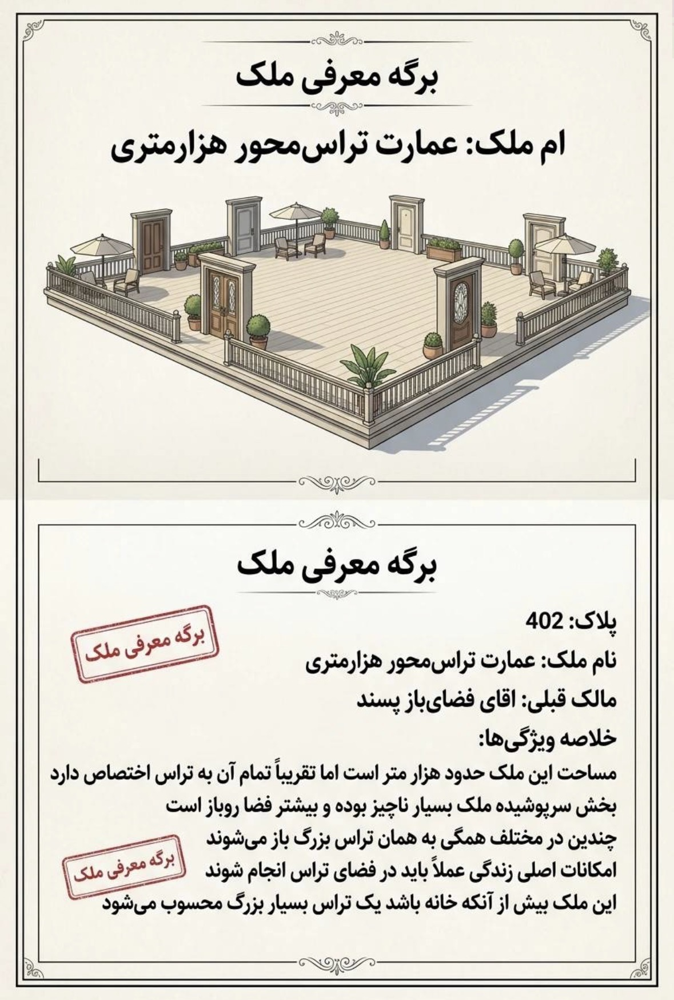 برگه معرفی ملک
ام ملک: عمارت تراس‌محور هزارمتری
برگه معرفی ملک
پلاک: 402
برگه معرفی ملک
نام ملک: عمارت تراس‌محور هزارمتری
مالک قبلی: اقای فضای‌باز پسند
خلاصه ویژگی‌ها:
مساحت این ملک حدود هزار متر است اما تقریباً تمام آن به تراس اختصاص دارد
بخش سرپوشیده ملک بسیار ناچیز بوده و بیشتر فضا روباز است
چندین در مختلف همگی به همان تراس بزرگ باز می‌شوند
برگه معرفی ملک
امکانات اصلی زندگی عملاً باید در فضای تراس انجام شوند
این ملک بیش از آنکه خانه باشد یک تراس بسیار بزرگ محسوب می‌شود